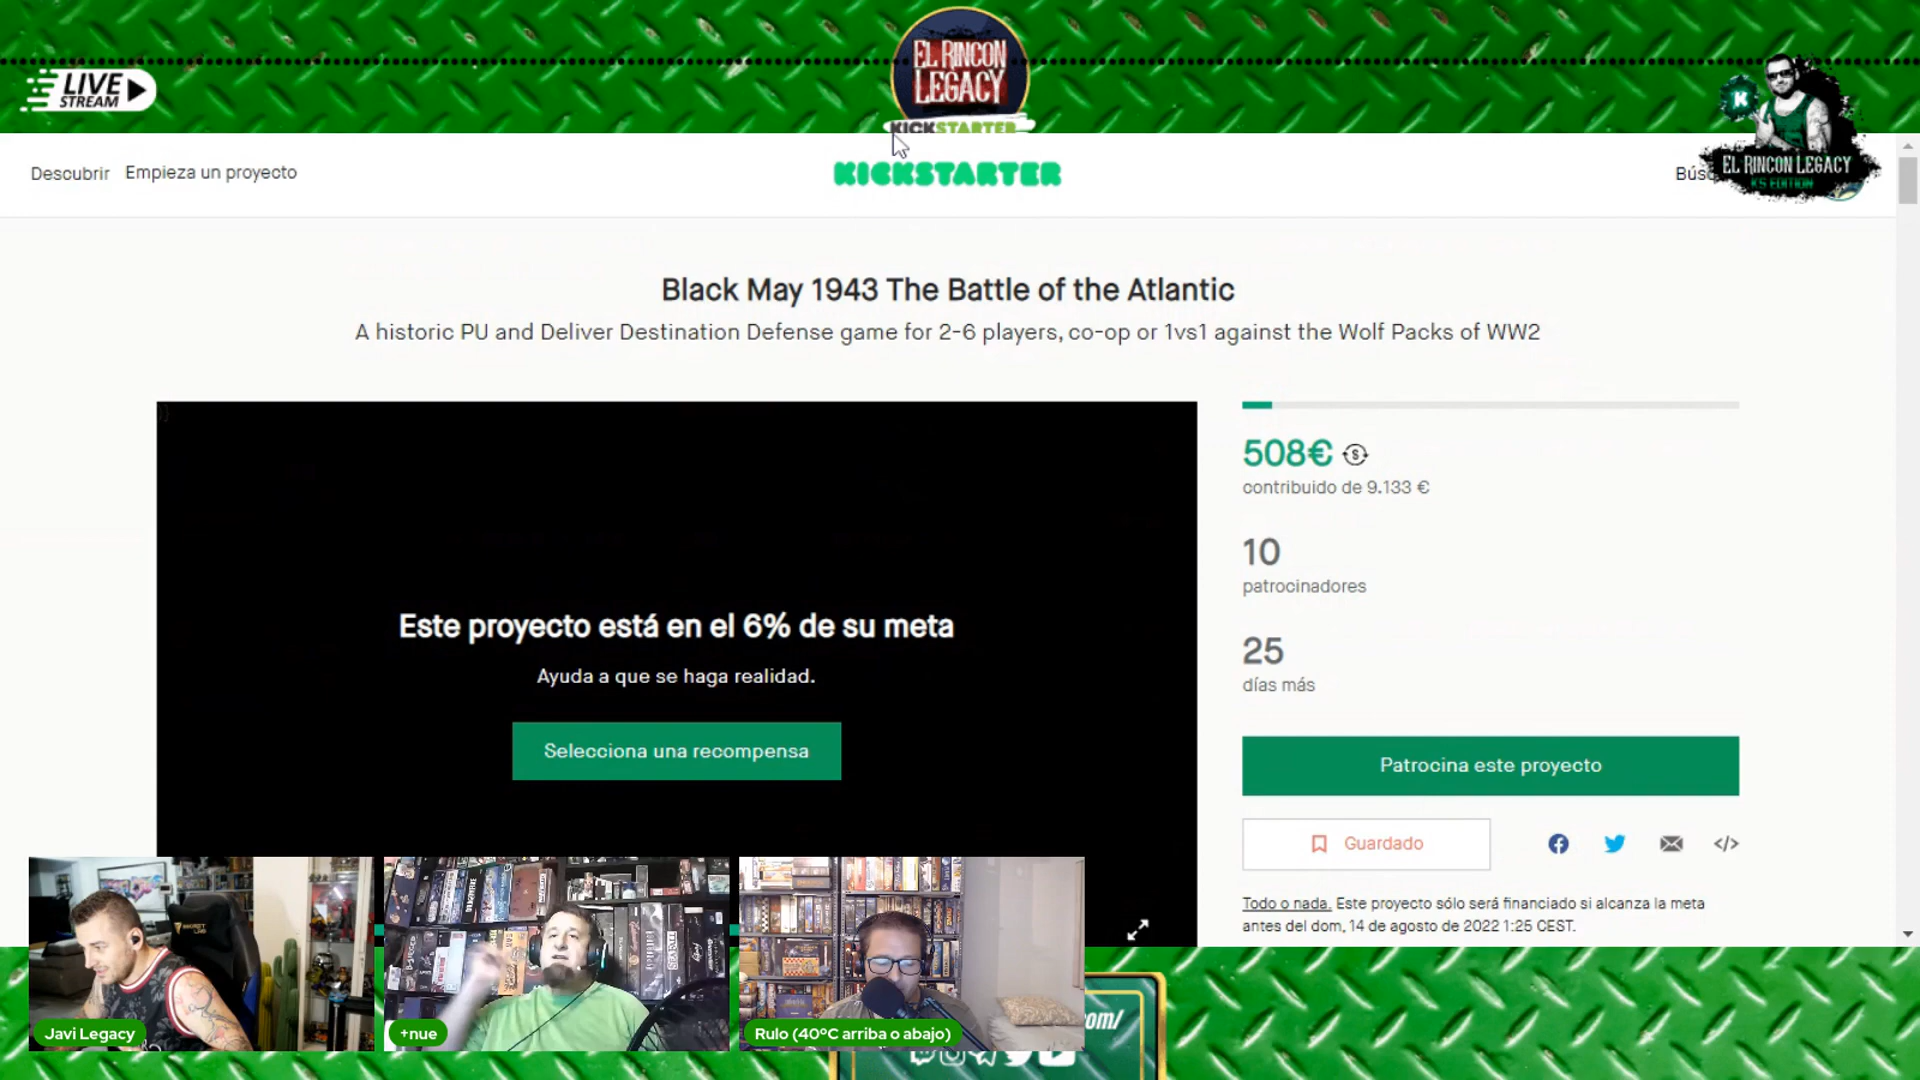 LIVE
STREAM
EL RINCON
LEGACY
KICKSTARTER
Descubrir
Empieza un proyecto
KICKSTARTER
Bús
K
EL RINCON LEGACY
KS EDITION
Black May 1943 The Battle of the Atlantic
A historic PU and Deliver Destination Defense game for 2-6 players, co-op or 1vs1 against the Wolf Packs of WW2
Este proyecto está en el 6% de su meta
Ayuda a que se haga realidad.
Selecciona una recompensa
508€
contribuido de 9.133 €
10
patrocinadores
25
días más
Patrocina este proyecto
Guardado
Todo o nada. Este proyecto sólo será financiado si alcanza la meta
antes del dom, 14 de agosto de 2022 1:25 CEST.
Javi Legacy
+nue
Rulo (40ºC arriba o abajo)
om/